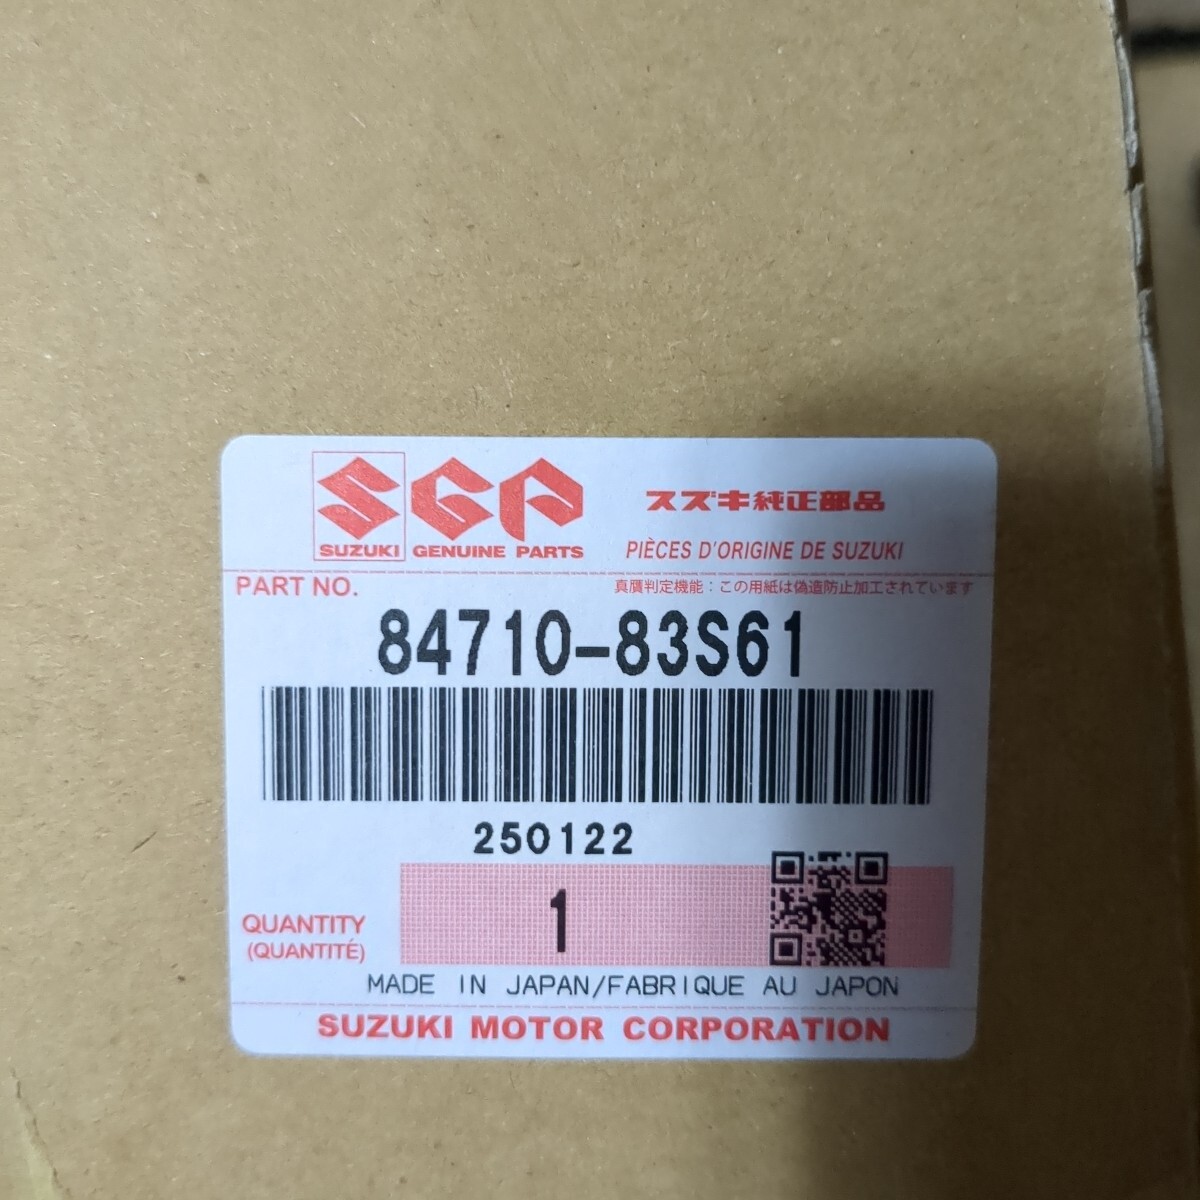 SGP
スズキ純正部品
SUZUKI GENUINE PARTS
PIÈCES D'ORIGINE DE SUZUKI
PART NO.
真贋判定機能：この用紙は偽造防止加工されています
84710-83S61
250122
QUANTITY
(QUANTITÉ)
1
MADE IN JAPAN/FABRIQUE AU JAPON
SUZUKI MOTOR CORPORATION